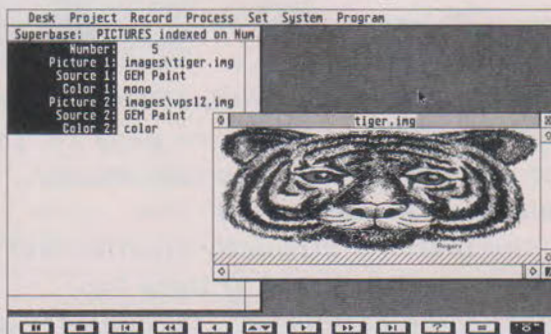 Desk Project Record Process Set System Program
Superbase: PICTURES indexed on Num
Number: 5
Picture 1: images\tiger.img
Source 1: GEM Paint
Color 1: mono
Picture 2: images\vpsl2.img
Source 2: GEM Paint
Color 2: color
tiger.img
Rogers
?